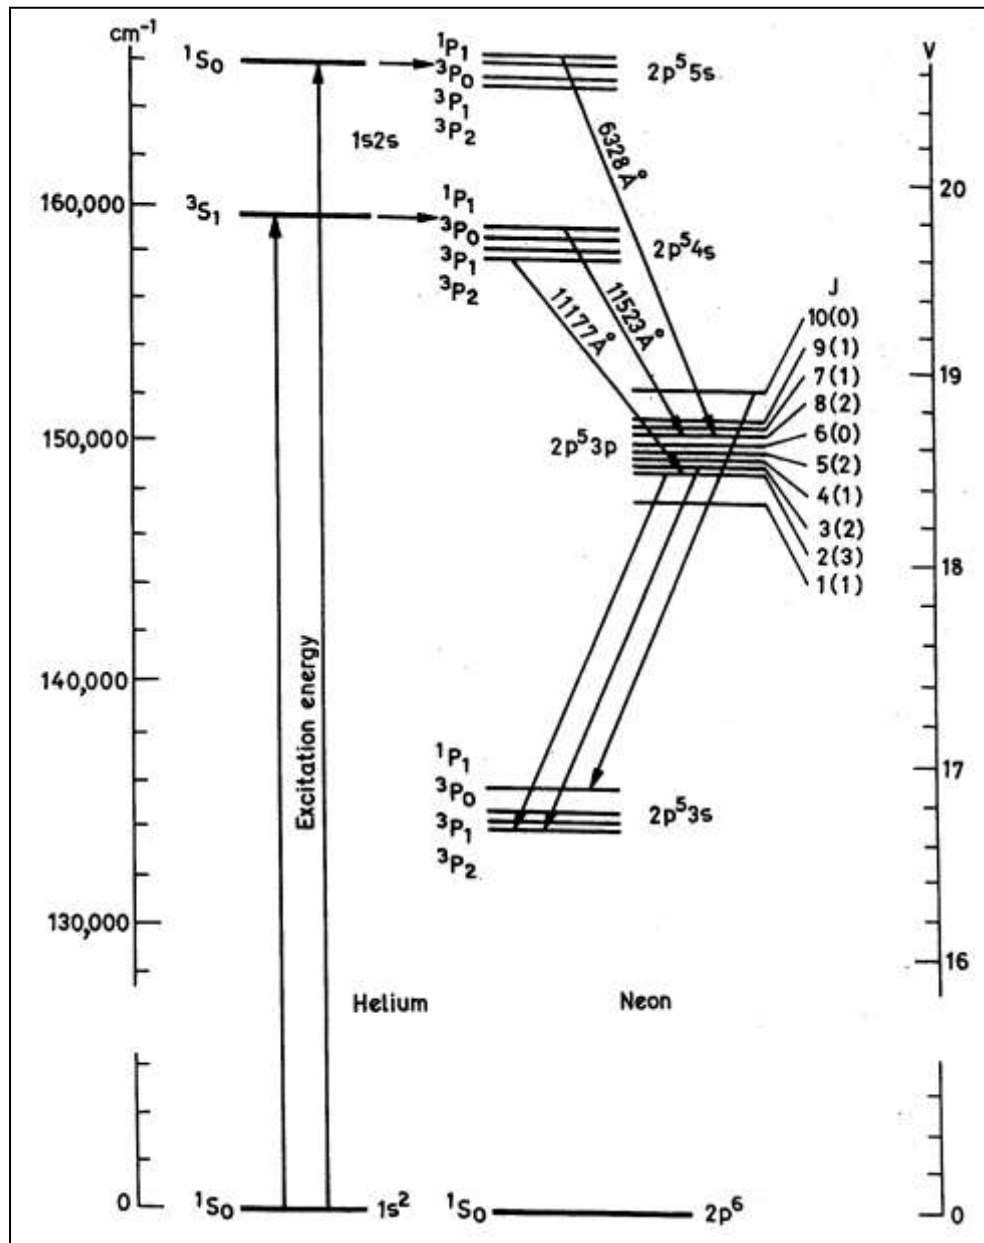 cm⁻¹
V
¹S₀
¹P₁
³P₀
2p⁵5s
³P₁
³P₂
1s2s
6328Å
160,000
20
³S₁
¹P₁
³P₀
2p⁵4s
³P₁
³P₂
11177Å
11523Å
J
10(0)
9(1)
19
7(1)
8(2)
150,000
2p⁵3p
6(0)
5(2)
4(1)
3(2)
2(3)
18
1(1)
140,000
Excitation energy
¹P₁
17
³P₀
2p⁵3s
³P₁
³P₂
130,000
16
Helium
Neon
0
¹S₀
1s²
¹S₀
2p⁶
0